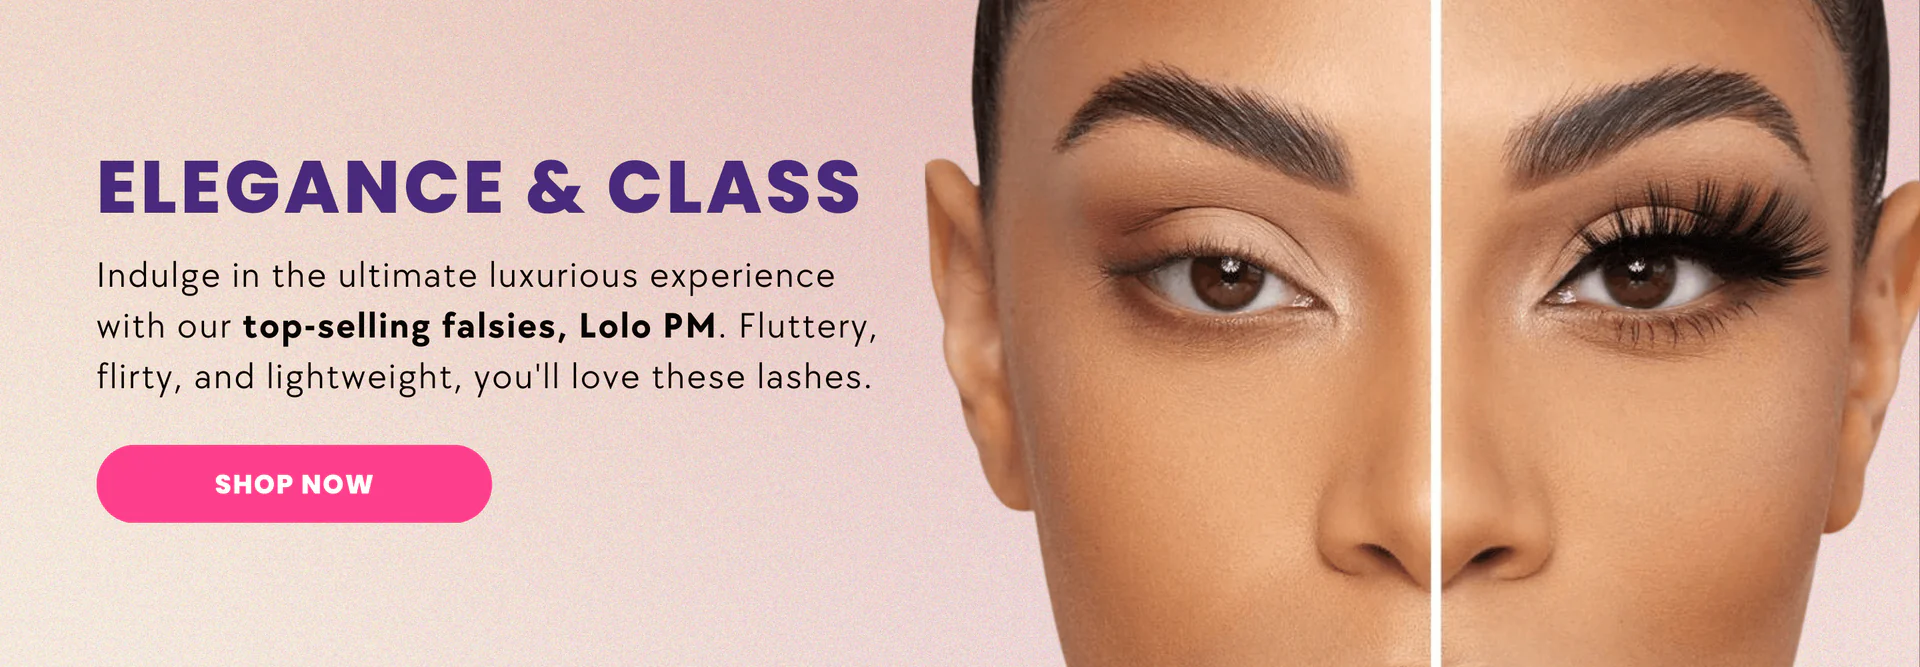 ELEGANCE & CLASS
Indulge in the ultimate luxurious experience
with our top-selling falsies, Lolo PM. Fluttery,
flirty, and lightweight, you'll love these lashes.
SHOP NOW